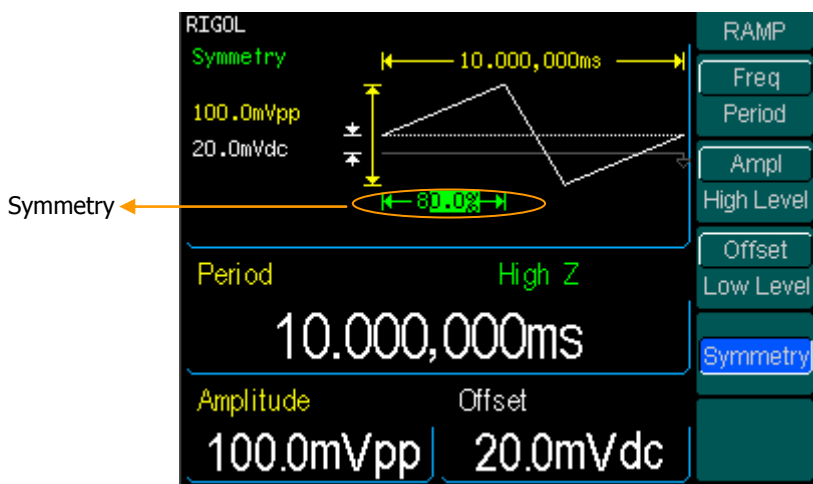 RIGOL
RAMP
Symmetry
10.000,000ms
Freq
Period
100.0mVpp
20.0mVdc
Ampl
High Level
Symmetry
80.0%
Offset
Low Level
Period
High Z
10.000,000ms
Symmetry
Amplitude
Offset
100.0mVpp
20.0mVdc